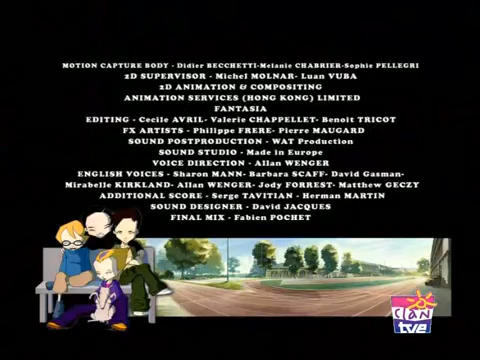 MOTION CAPTURE BODY - Didier BECCHETTI-Melanie CHABRIER-Sophie PELLEGRI
2D SUPERVISOR - Michel MOLNAR- Luan VUBA
2D ANIMATION & COMPOSITING
ANIMATION SERVICES (HONG KONG) LIMITED
FANTASIA
EDITING - Cecile AVRIL- Valerie CHAPPELLET- Benoit TRICOT
FX ARTISTS - Philippe FRERE- Pierre MAUGARD
SOUND POSTPRODUCTION - WAT Production
SOUND STUDIO - Made in Europe
VOICE DIRECTION - Allan WENGER
ENGLISH VOICES - Sharon MANN- Barbara SCAFF- David Gasman-
Mirabelle KIRKLAND- Allan WENGER- Jody FORREST- Matthew GECZY
ADDITIONAL SCORE - Serge TAVITIAN - Herman MARTIN
SOUND DESIGNER - David JACQUES
FINAL MIX - Fabien POCHET
cLaN
tve